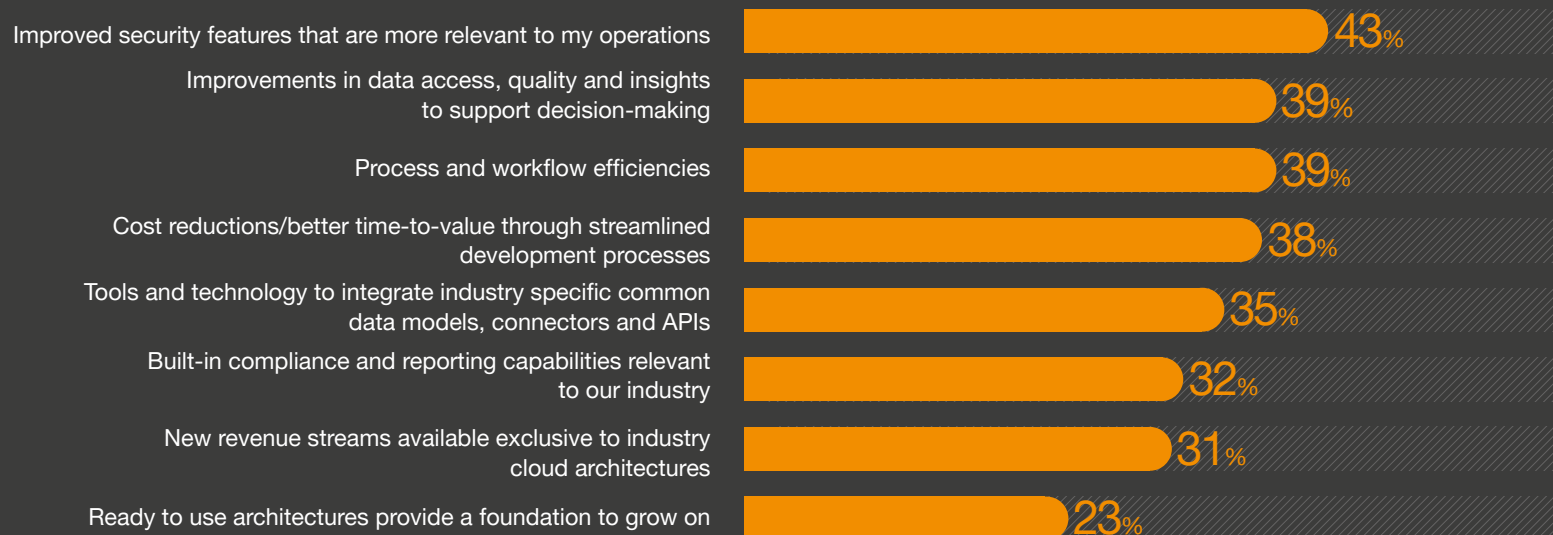 Improved security features that are more relevant to my operations
43%
Improvements in data access, quality and insights
to support decision-making
39%
Process and workflow efficiencies
39%
Cost reductions/better time-to-value through streamlined
development processes
38%
Tools and technology to integrate industry specific common
data models, connectors and APIs
35%
Built-in compliance and reporting capabilities relevant
to our industry
32%
New revenue streams available exclusive to industry
cloud architectures
31%
Ready to use architectures provide a foundation to grow on
23%